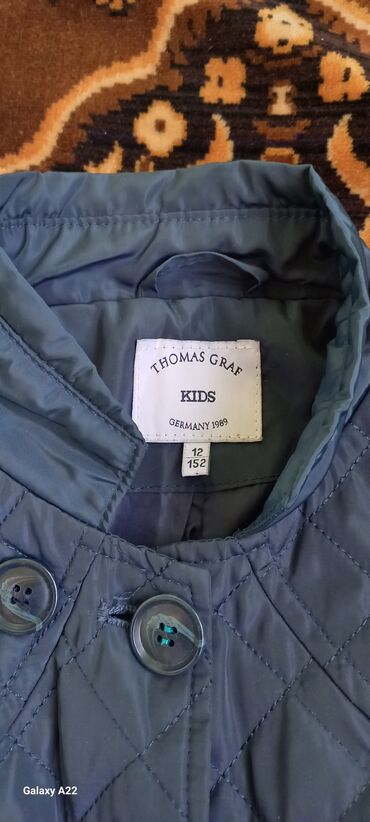 THOMAS GRAF
KIDS
GERMANY 1989
12
152
Galaxy A22